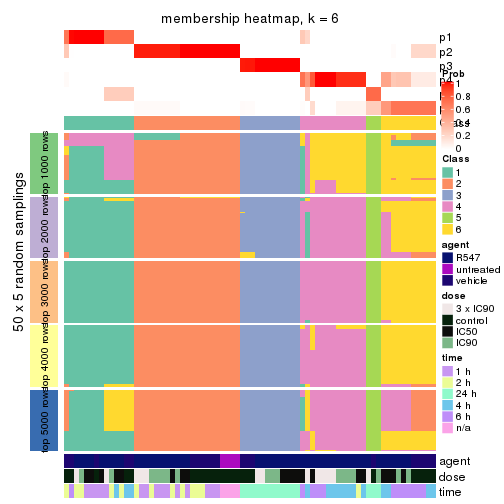 membership heatmap, k = 6
p1
p2
p3
p4
Prob
1
0.8
0.6
0.4
0.2
0
Class
1
2
3
4
5
6
agent
R547
untreated
vehicle
dose
3 x IC90
control
IC50
IC90
time
1 h
2 h
24 h
4 h
6 h
n/a
50 x 5 random samplings
top 1000 rows
top 2000 rows
top 3000 rows
top 4000 rows
top 5000 rows
agent
dose
time